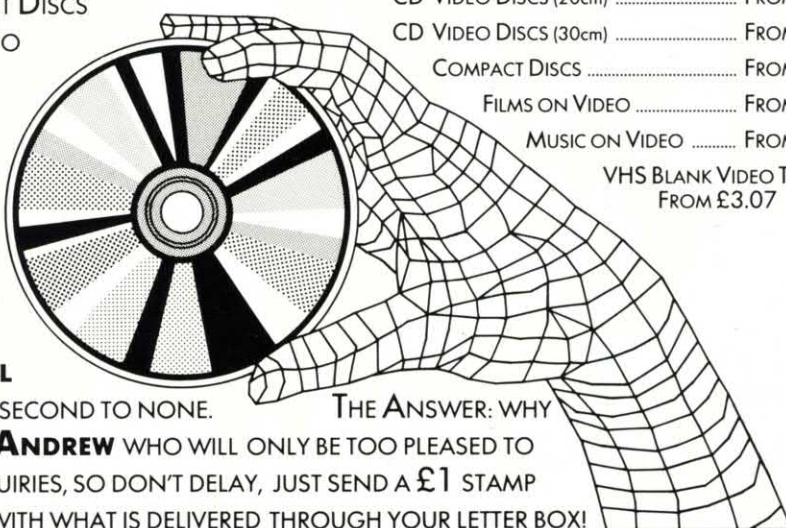 T DISCS
O
CD VIDEO DISCS (20cm) ........................ FROM
CD VIDEO DISCS (30cm) ........................ FROM
COMPACT DISCS ........................ FROM
FILMS ON VIDEO ................ FROM
MUSIC ON VIDEO ......... FROM
VHS BLANK VIDEO T
FROM £3.07
L
SECOND TO NONE. THE ANSWER: WHY
ANDREW WHO WILL ONLY BE TOO PLEASED TO
UIRIES, SO DON'T DELAY, JUST SEND A £1 STAMP
WITH WHAT IS DELIVERED THROUGH YOUR LETTER BOX!